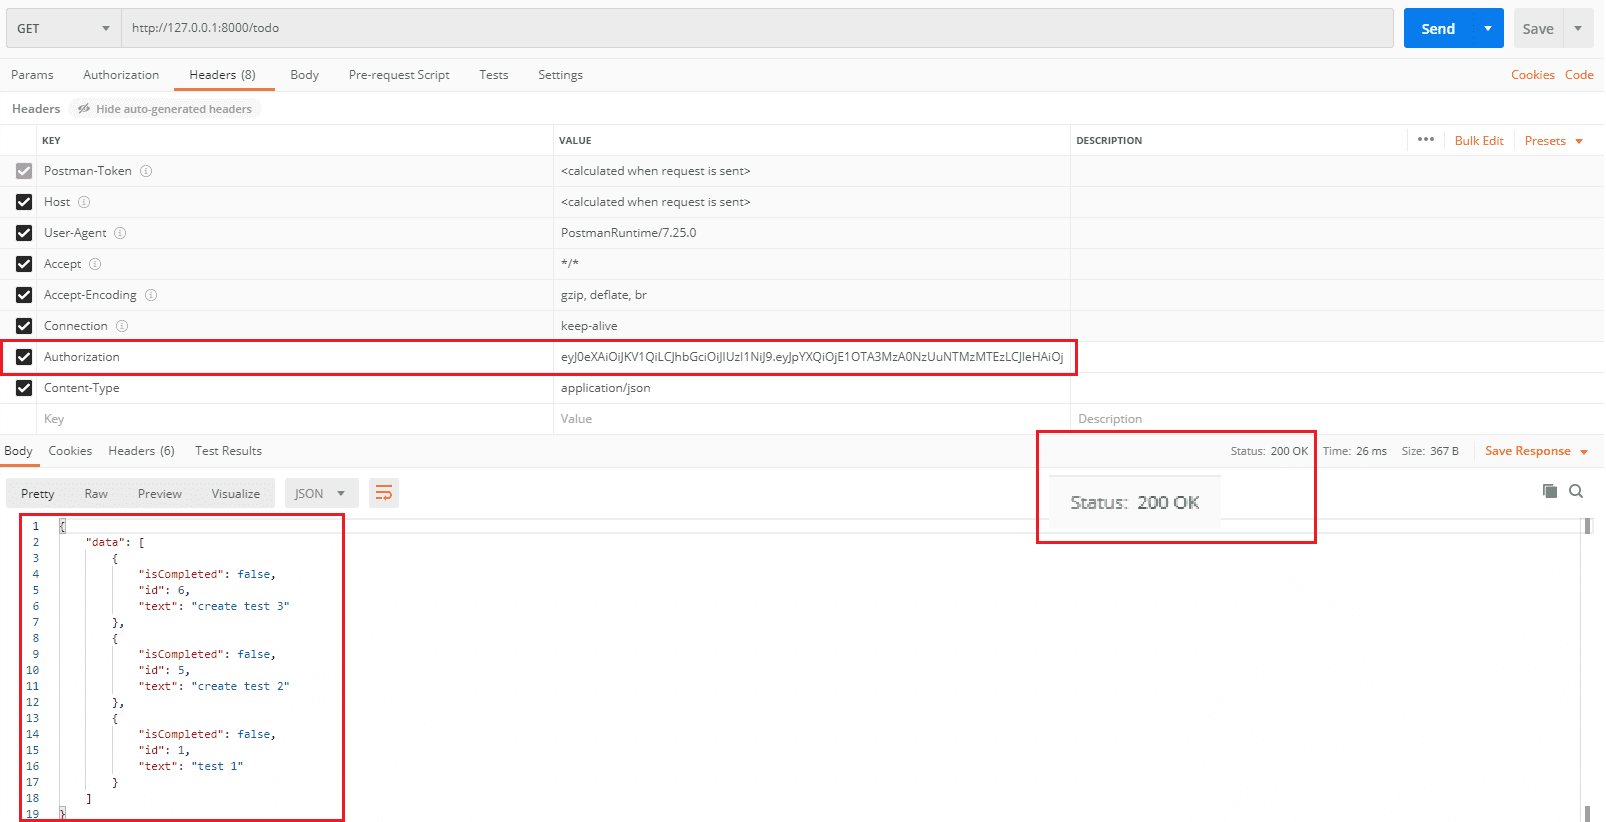 GET http://127.0.0.1:8000/todo Send Save
Params Authorization Headers (8) Body Pre-request Script Tests Settings Cookies Code
Headers Hide auto-generated headers
KEY VALUE DESCRIPTION ••• Bulk Edit Presets
Postman-Token <calculated when request is sent>
Host <calculated when request is sent>
User-Agent PostmanRuntime/7.25.0
Accept */*
Accept-Encoding gzip, deflate, br
Connection keep-alive
Authorization eyJ0eXAiOiJKV1QiLCJhbGciOiJIUzI1NiJ9.eyJpYXQiOjE1OTA3MzA0NzUuNTMzMTEzLCJleHAiOj
Content-Type application/json
Key Value Description
Body Cookies Headers (6) Test Results Status: 200 OK Time: 26 ms Size: 367 B Save Response
Pretty Raw Preview Visualize JSON
Status: 200 OK
1 {
2 "data": [
3 {
4 "isCompleted": false,
5 "id": 6,
6 "text": "create test 3"
7 },
8 {
9 "isCompleted": false,
10 "id": 5,
11 "text": "create test 2"
12 },
13 {
14 "isCompleted": false,
15 "id": 1,
16 "text": "test 1"
17 }
18 ]
19 }